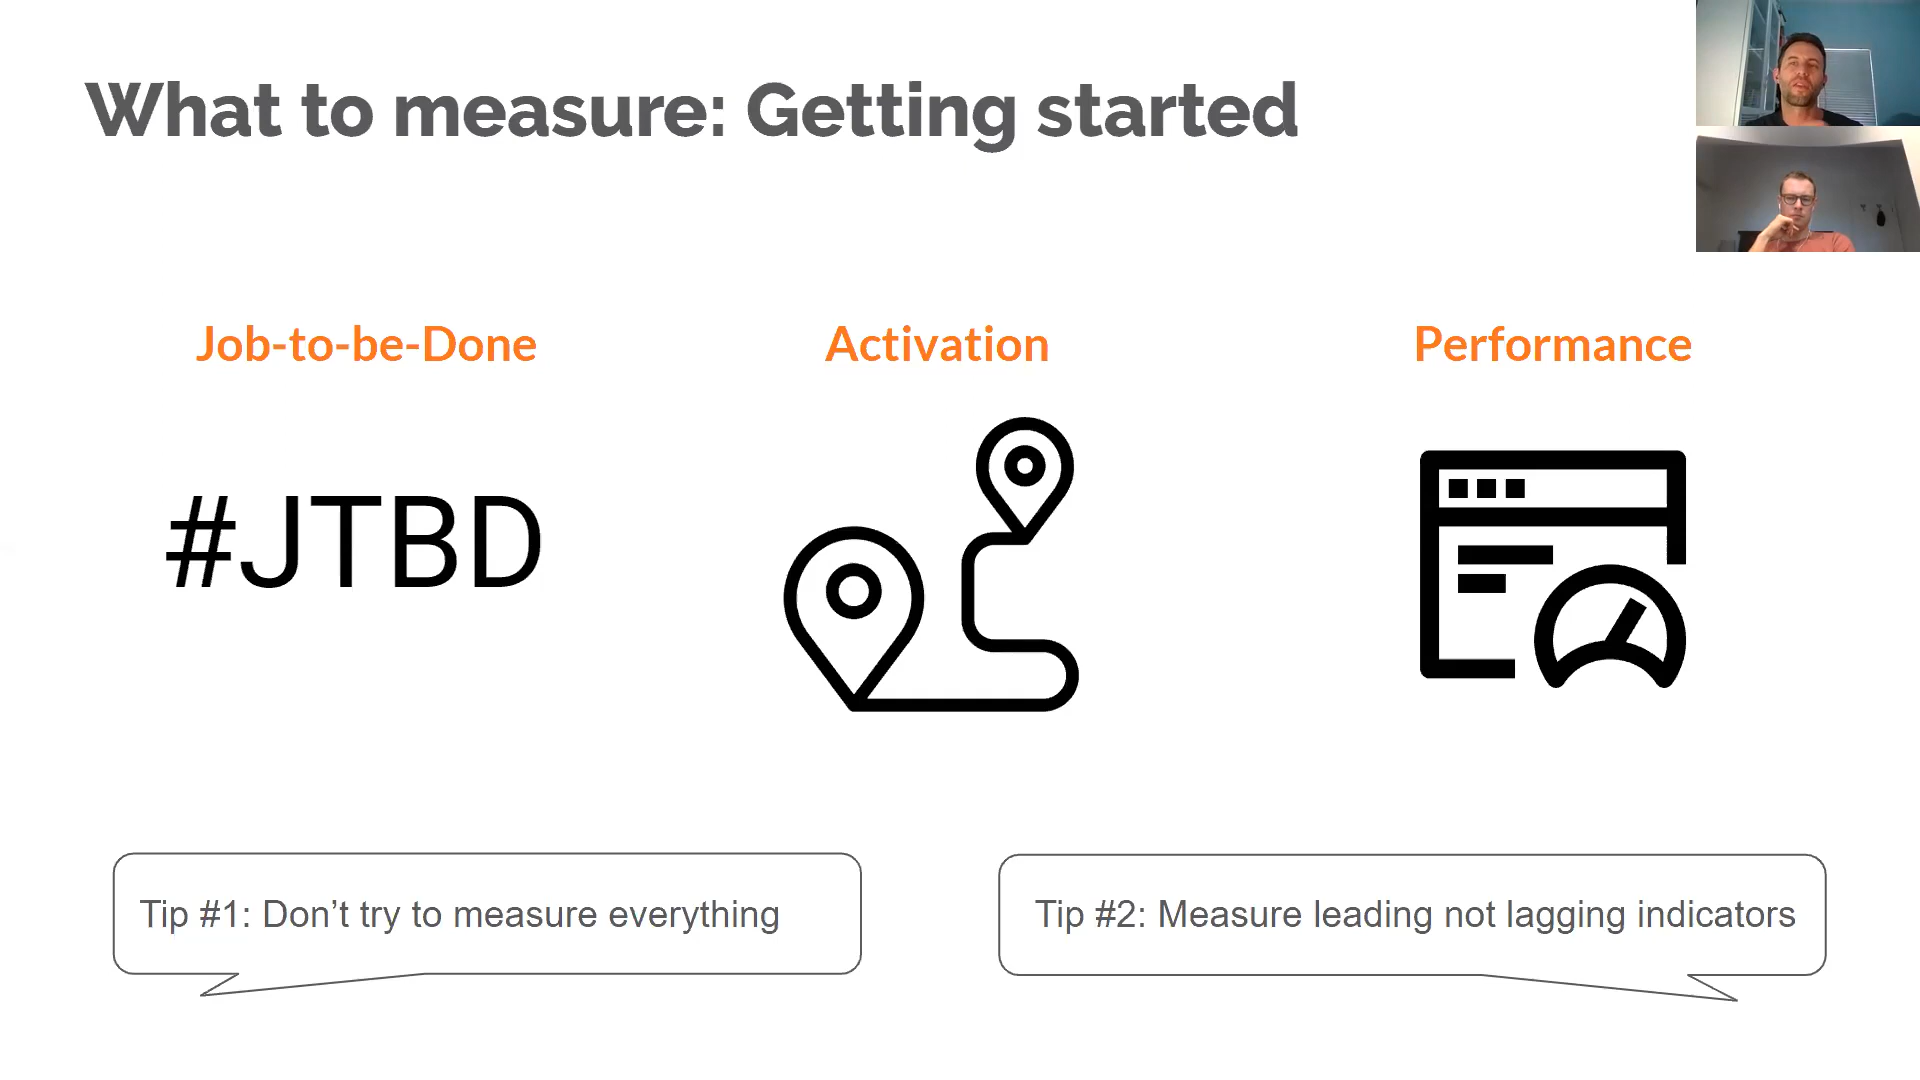 What to measure: Getting started
Job-to-be-Done
Activation
Performance
#JTBD
Tip #1: Don’t try to measure everything
Tip #2: Measure leading not lagging indicators